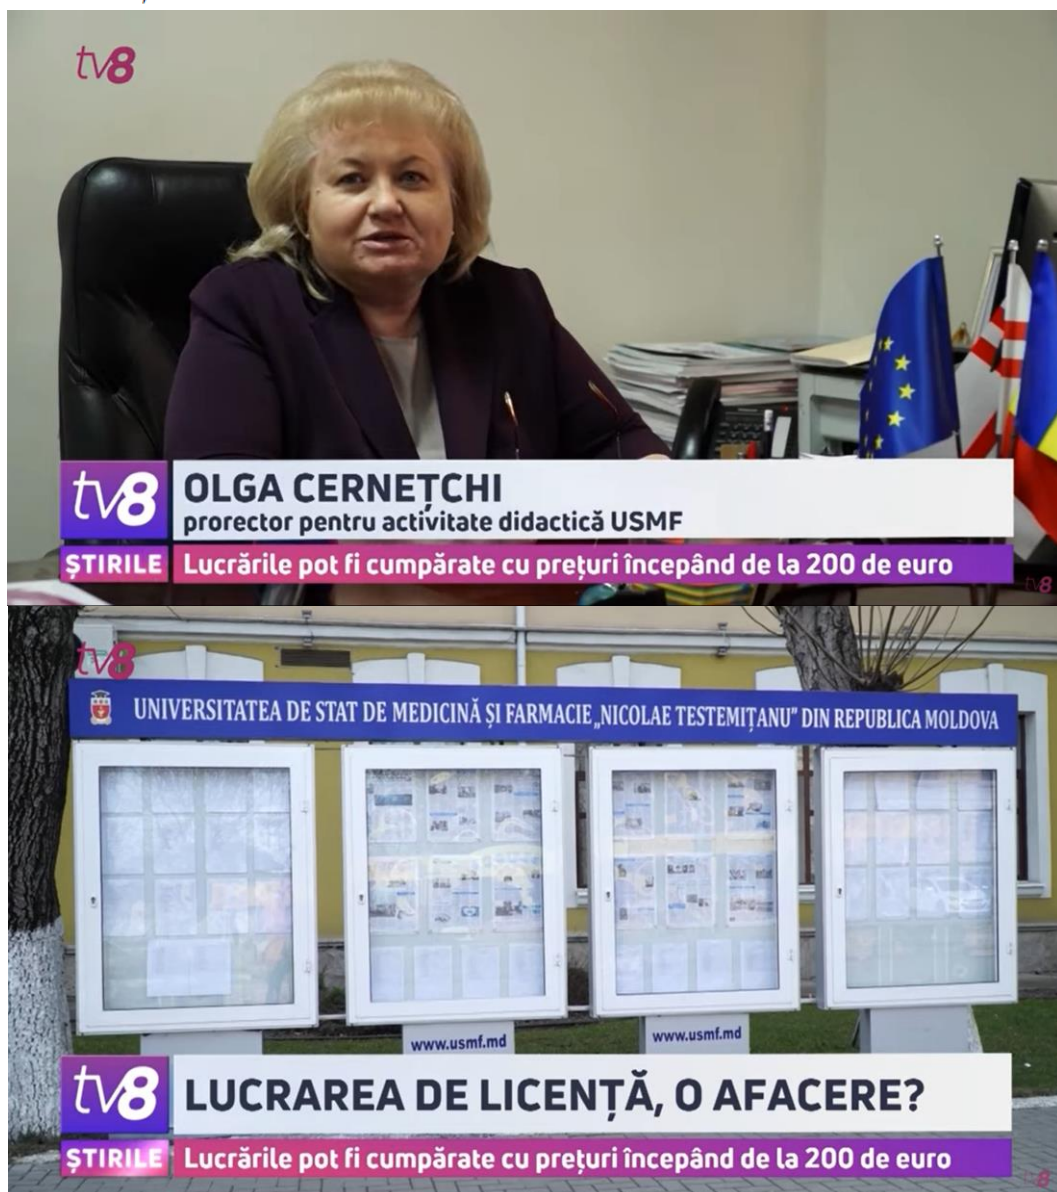 tv8
tv8
OLGA CERNEȚCHI
prorector pentru activitate didactică USMF
ȘTIRILE
Lucrările pot fi cumpărate cu prețuri începând de la 200 de euro
tv8
tv8
UNIVERSITATEA DE STAT DE MEDICINĂ ȘI FARMACIE „NICOLAE TESTEMIȚANU” DIN REPUBLICA MOLDOVA
www.usmf.md
www.usmf.md
tv8
LUCRAREA DE LICENȚĂ, O AFACERE?
ȘTIRILE
Lucrările pot fi cumpărate cu prețuri începând de la 200 de euro
tv8